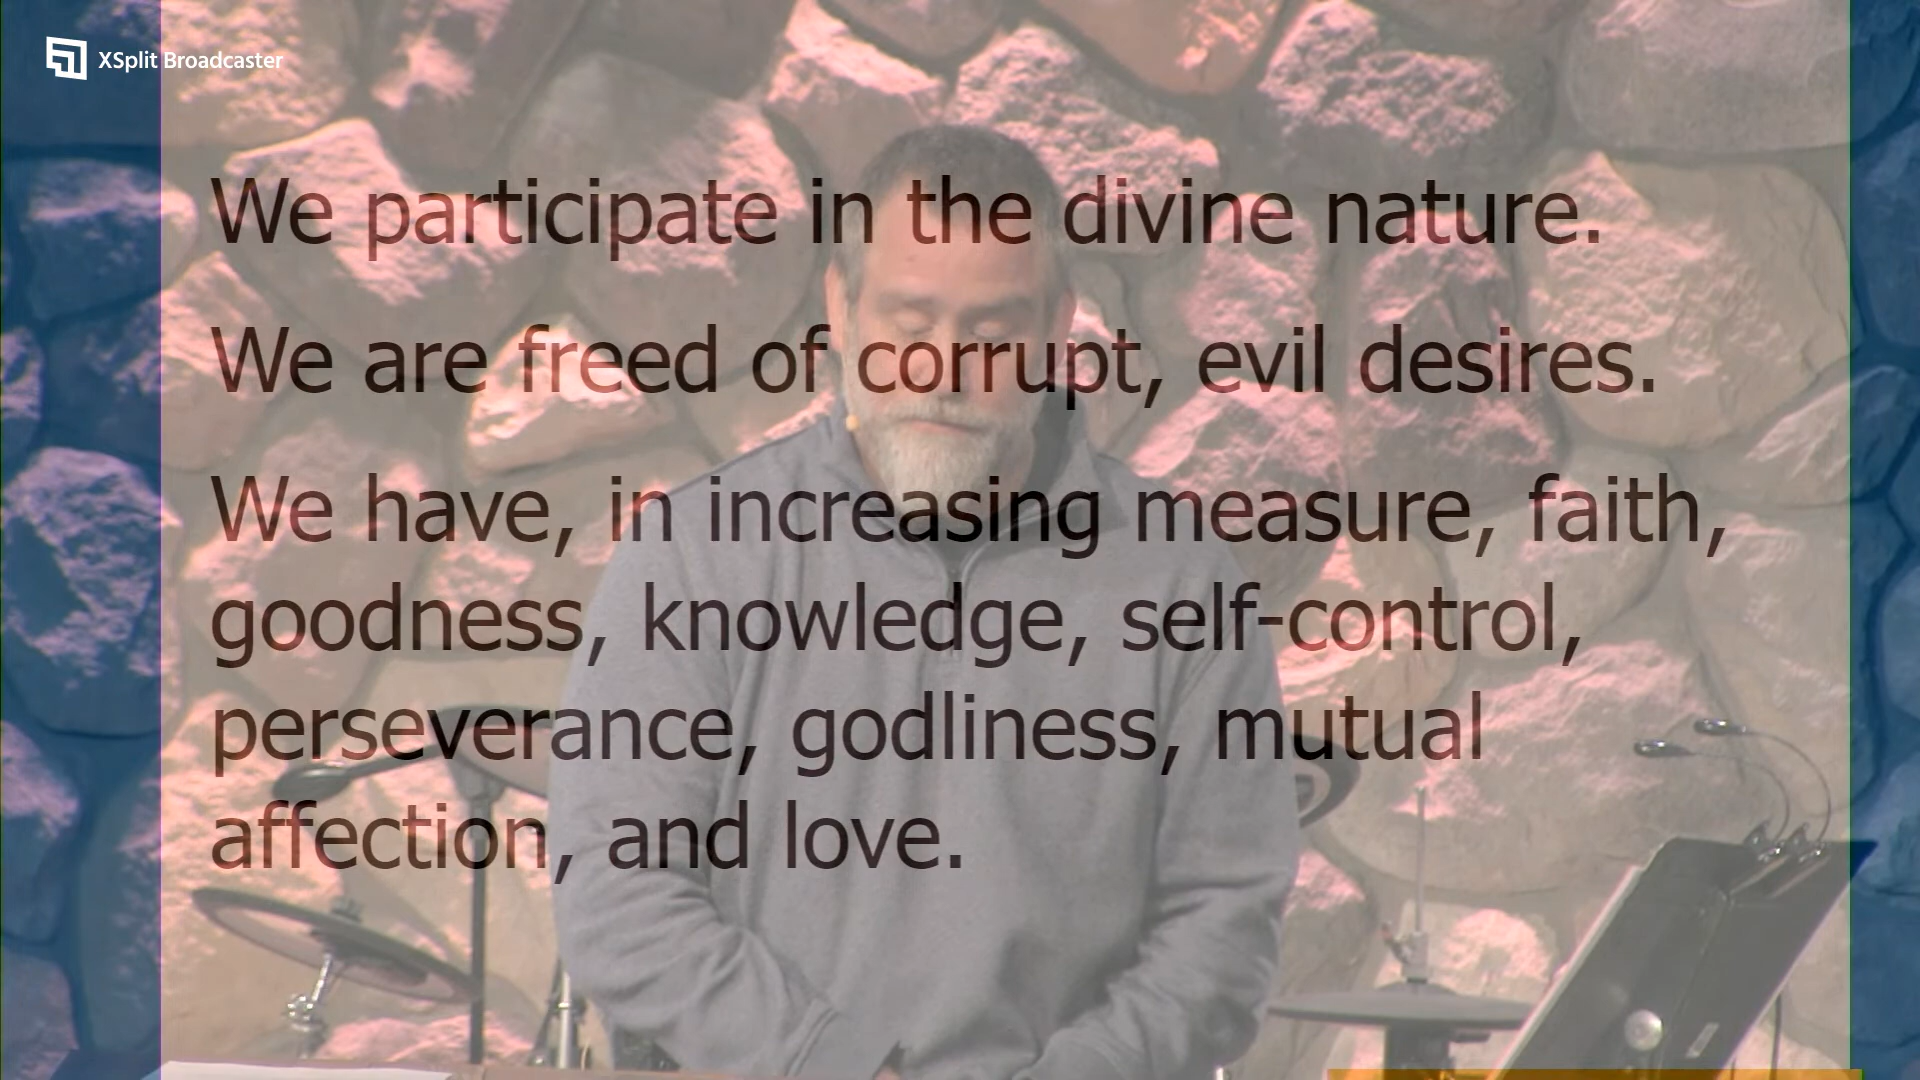 XSplit Broadcaster
We participate in the divine nature.
We are freed of corrupt, evil desires.
We have, in increasing measure, faith,
goodness, knowledge, self-control,
perseverance, godliness, mutual
affection, and love.